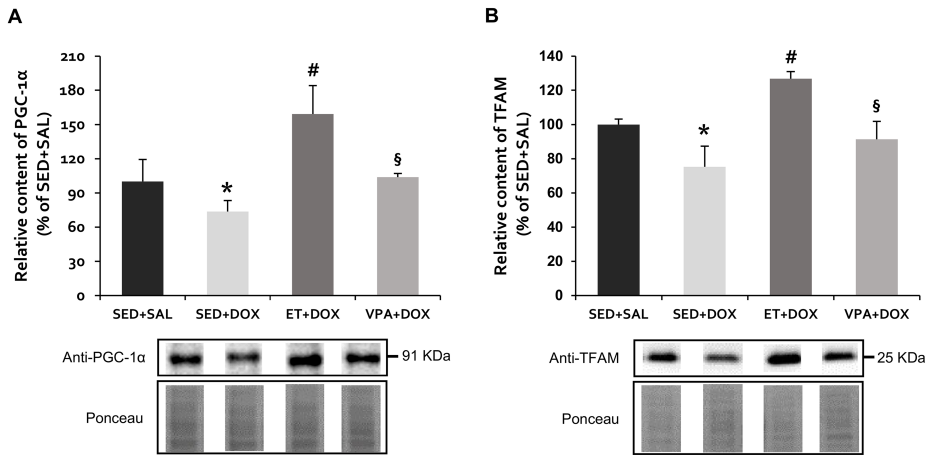 A
Relative content of PGC-1α
(% of SED+SAL)
210
180
150
120
90
60
30
0
*
#
§
SED+SAL SED+DOX ET+DOX VPA+DOX
Anti-PGC-1α
91 KDa
Ponceau
B
Relative content of TFAM
(% of SED+SAL)
140
120
100
80
60
40
20
0
*
#
§
SED+SAL SED+DOX ET+DOX VPA+DOX
Anti-TFAM
25 KDa
Ponceau